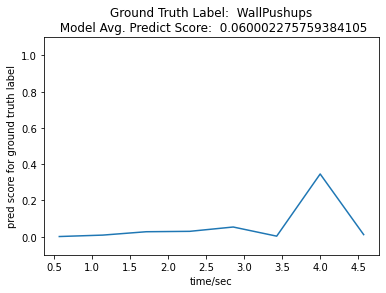 Ground Truth Label:  WallPushups
Model Avg. Predict Score:  0.060002275759384105
1.0
0.8
0.6
0.4
0.2
0.0
pred score for ground truth label
0.5 1.0 1.5 2.0 2.5 3.0 3.5 4.0 4.5
time/sec